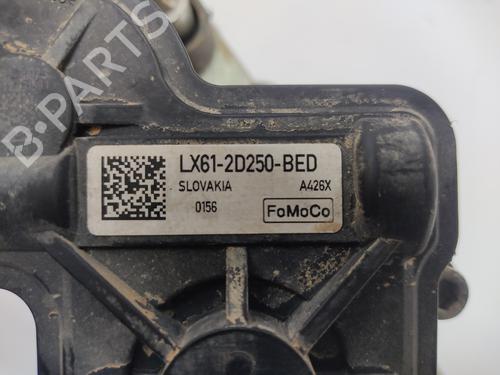 B-PARTS
LX61-2D250-BED
SLOVAKIA A426X
0156 FoMoCo